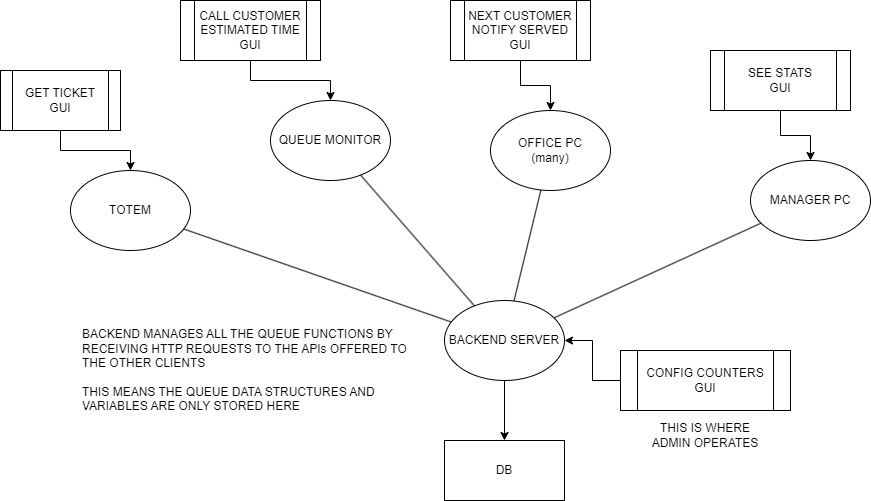 CALL CUSTOMER
ESTIMATED TIME
GUI
NEXT CUSTOMER
NOTIFY SERVED
GUI
SEE STATS
GUI
GET TICKET
GUI
QUEUE MONITOR
OFFICE PC
(many)
MANAGER PC
TOTEM
BACKEND SERVER
BACKEND MANAGES ALL THE QUEUE FUNCTIONS BY
RECEIVING HTTP REQUESTS TO THE APIs OFFERED TO
THE OTHER CLIENTS
THIS MEANS THE QUEUE DATA STRUCTURES AND
VARIABLES ARE ONLY STORED HERE
CONFIG COUNTERS
GUI
THIS IS WHERE
ADMIN OPERATES
DB